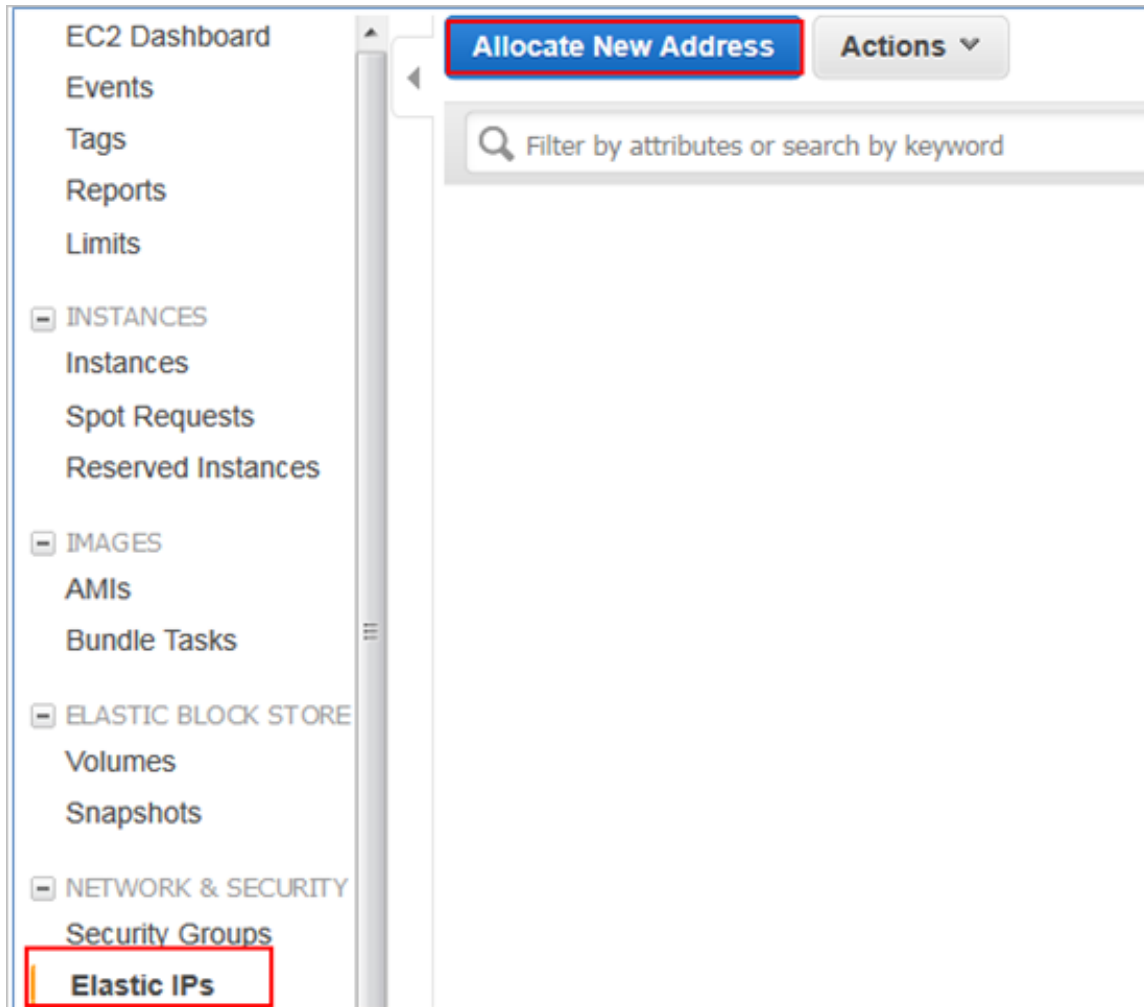 EC2 Dashboard
Events
Tags
Reports
Limits
INSTANCES
Instances
Spot Requests
Reserved Instances
IMAGES
AMIs
Bundle Tasks
ELASTIC BLOCK STORE
Volumes
Snapshots
NETWORK & SECURITY
Security Groups
Elastic IPs
Allocate New Address
Actions
Filter by attributes or search by keyword